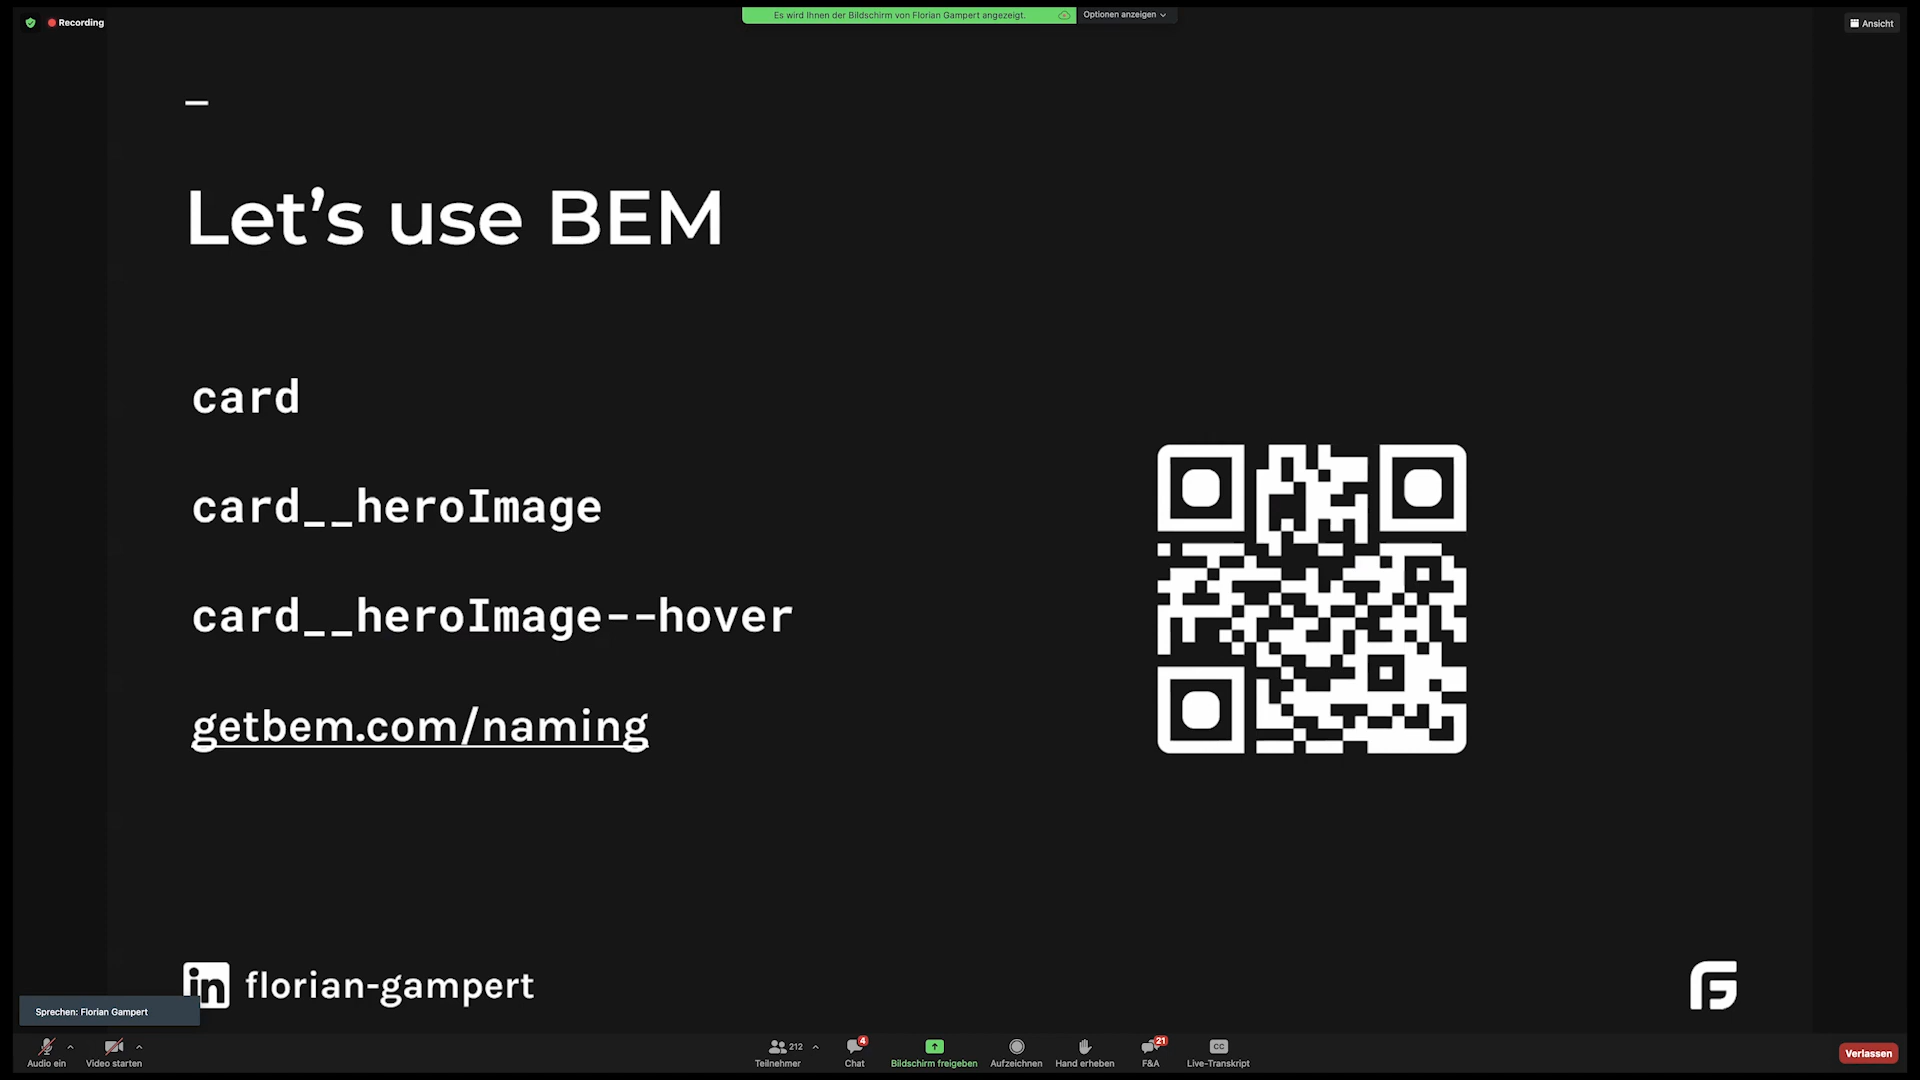 Recording
Es wird Ihnen der Bildschirm von Florian Gampert angezeigt.
Optionen anzeigen
Ansicht
Let’s use BEM
card
card__heroImage
card__heroImage--hover
getbem.com/naming
in florian-gampert
Sprechen: Florian Gampert
Audio ein
Video starten
212
Teilnehmer
4
Chat
Bildschirm freigeben
Aufzeichnen
Hand erheben
21
F&A
CC
Live-Transkript
Verlassen